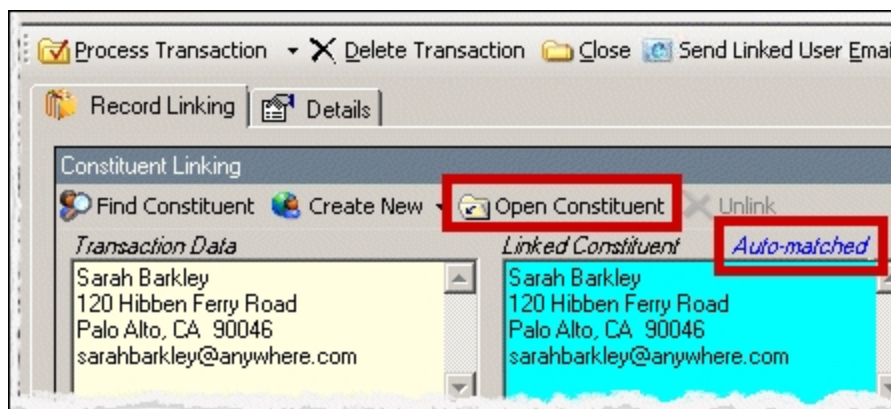 Process Transaction Delete Transaction Close Send Linked User Emai
Record Linking Details
Constituent Linking
Find Constituent Create New Open Constituent Unlink
Transaction Data Linked Constituent Auto-matched
Sarah Barkley Sarah Barkley
120 Hibben Ferry Road 120 Hibben Ferry Road
Palo Alto, CA 90046 Palo Alto, CA 90046
sarahbarkley@anywhere.com sarahbarkley@anywhere.com